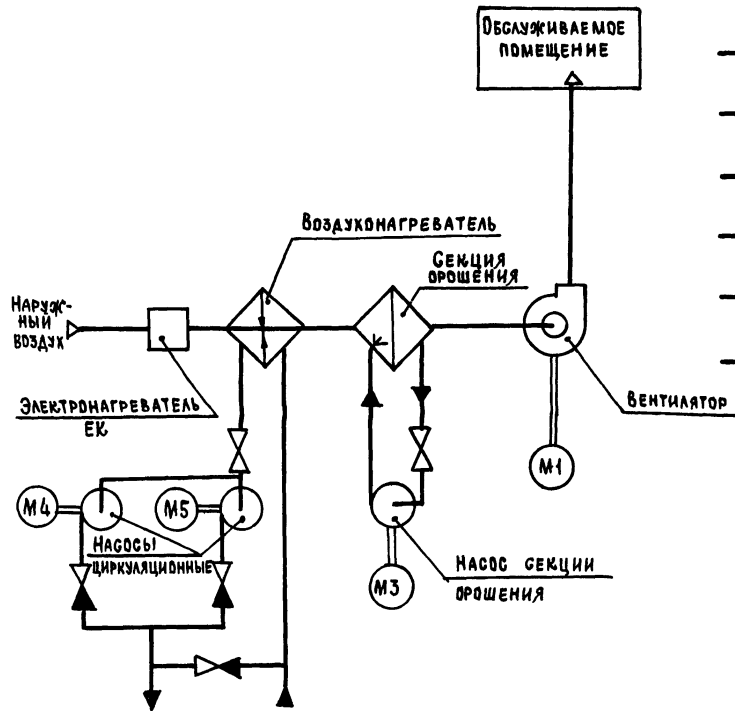 ОБСЛУЖИВАЕМОЕ
ПОМЕЩЕНИЕ
ВОЗДУХОНАГРЕВАТЕЛЬ
СЕКЦИЯ
ОРОШЕНИЯ
НАРУЖ-
НЫЙ
ВОЗДУХ
ЭЛЕКТРОНАГРЕВАТЕЛЬ
ЕК
ВЕНТИЛЯТОР
М1
М4
М5
НАСОСЫ
ЦИРКУЛЯЦИОННЫЕ
М3
НАСОС СЕКЦИИ
ОРОШЕНИЯ